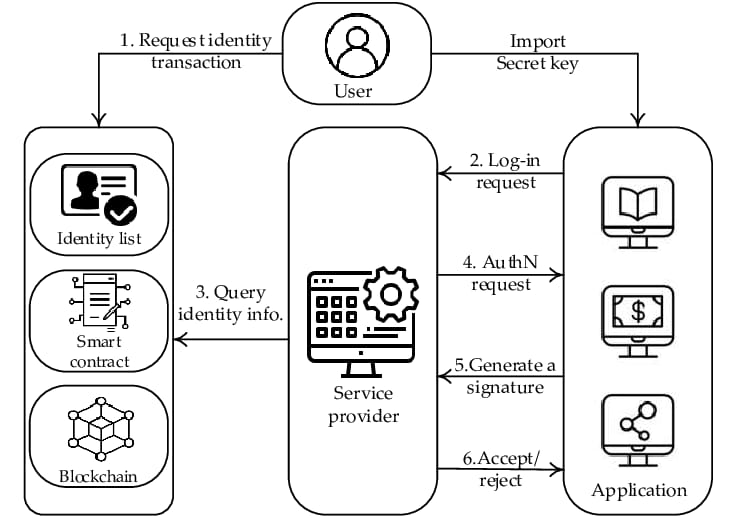 1. Request identity
transaction
User
Import
Secret key
Identity list
Smart
contract
Blockchain
3. Query
identity info.
Service
provider
2. Log-in
request
4. AuthN
request
5.Generate a
signature
6.Accept/
reject
$
Application